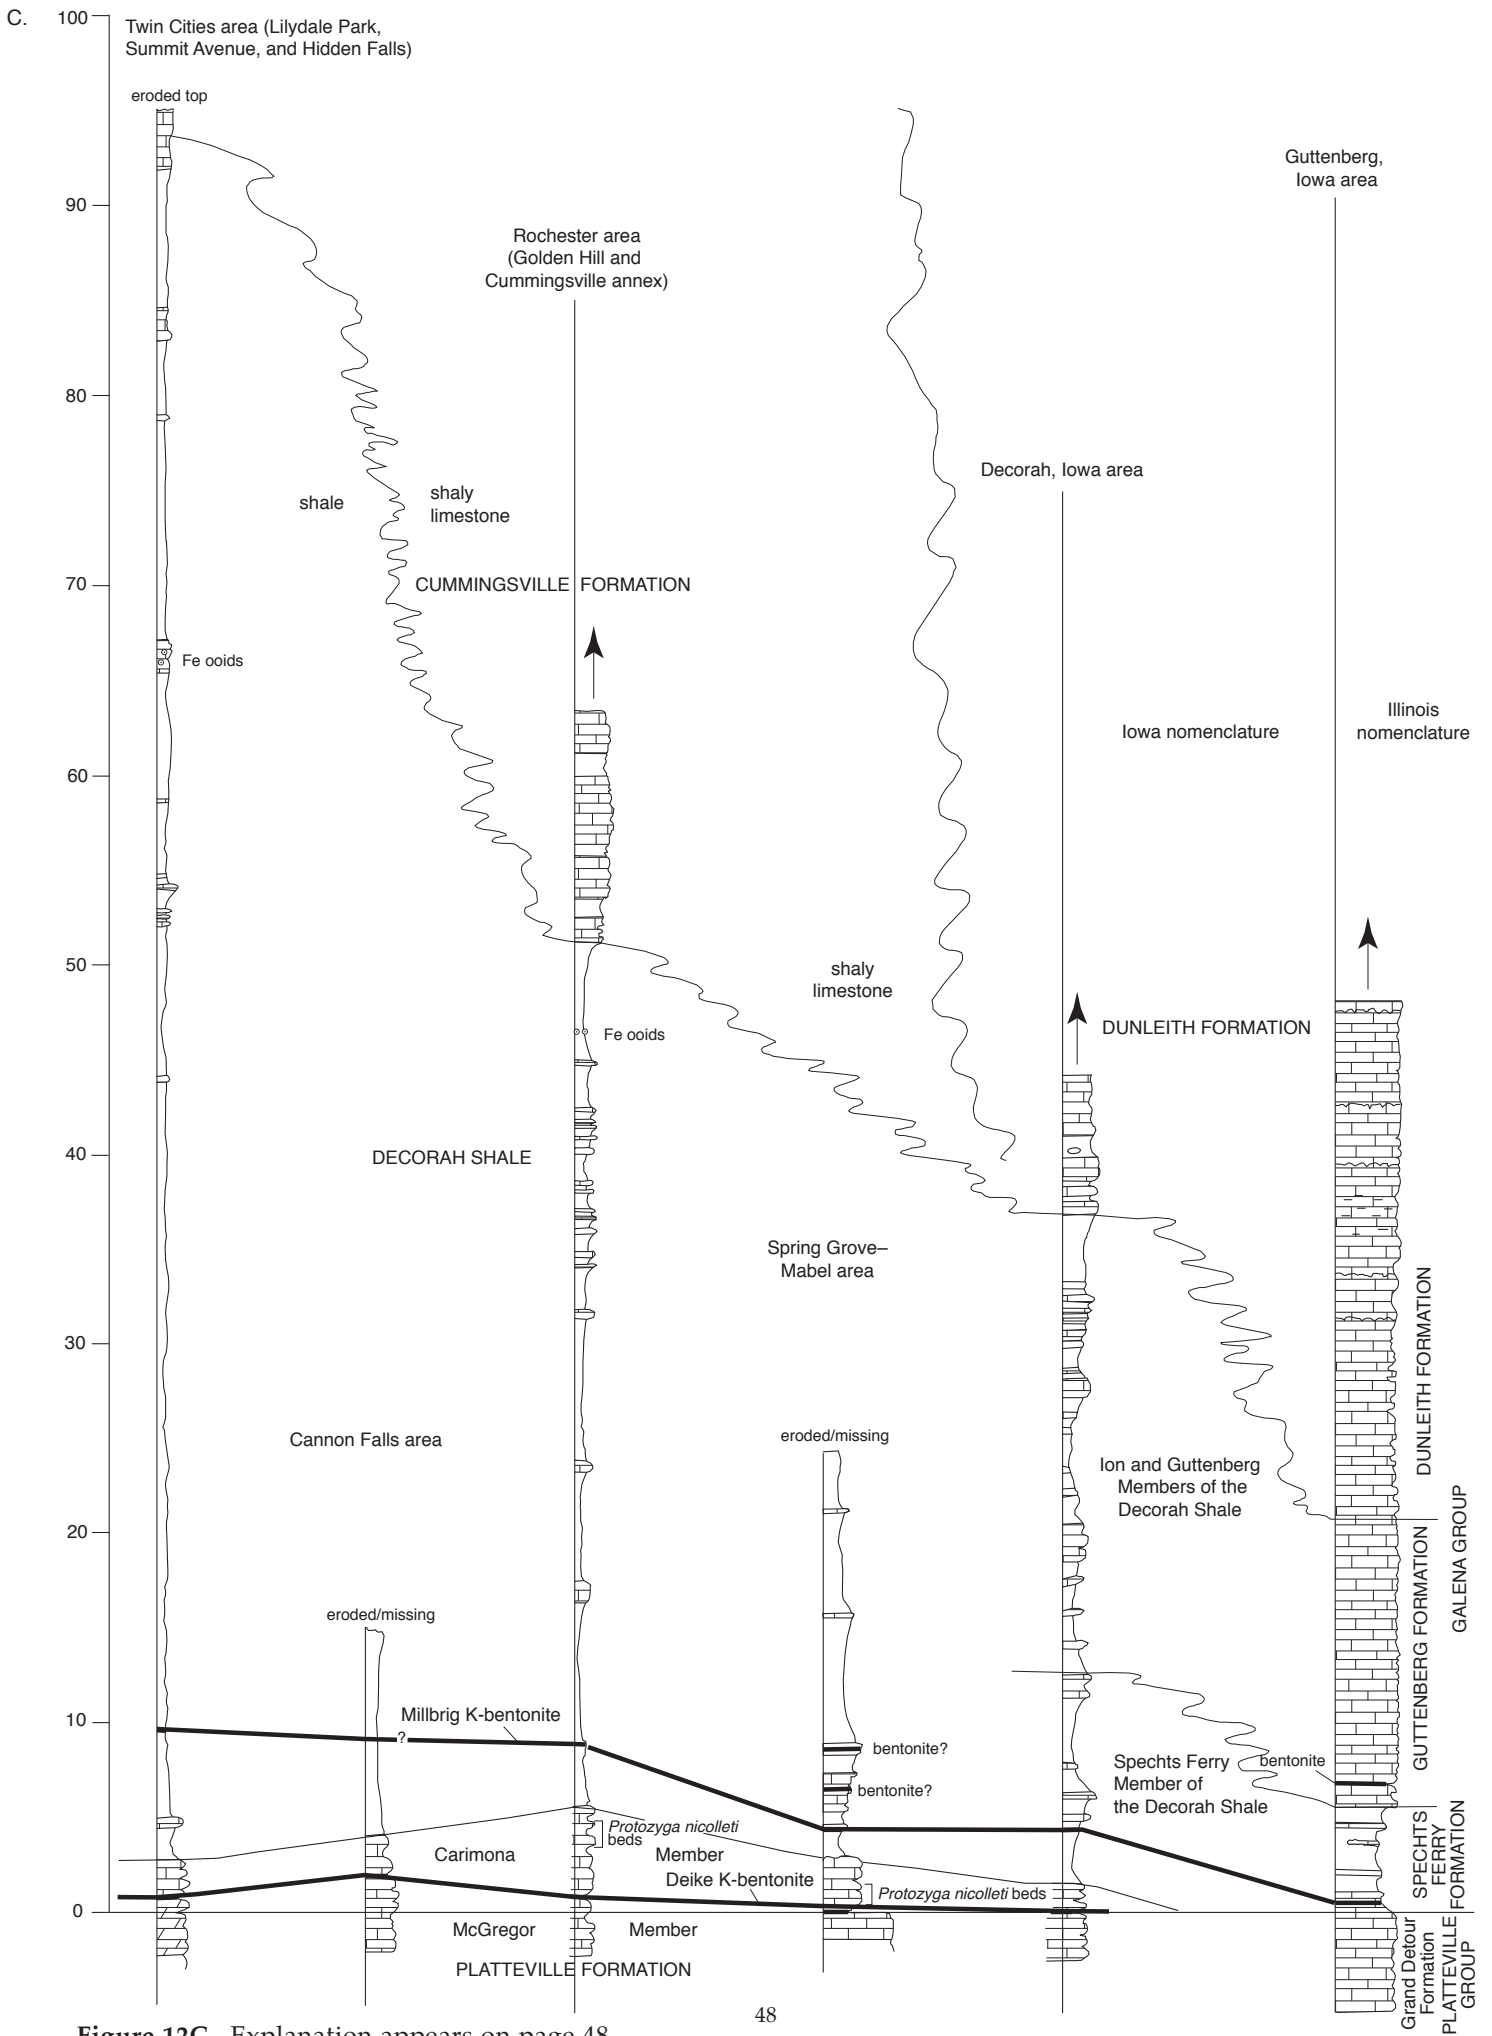 C.
100
90
80
70
60
50
40
30
20
10
0
Twin Cities area (Lilydale Park,
Summit Avenue, and Hidden Falls)
eroded top
Guttenberg,
Iowa area
Rochester area
(Golden Hill and
Cummingsville annex)
Decorah, Iowa area
shale
shaly
limestone
CUMMINGSVILLE FORMATION
Fe ooids
Iowa nomenclature
Illinois
nomenclature
shaly
limestone
DUNLEITH FORMATION
Fe ooids
DECORAH SHALE
Spring Grove–
Mabel area
Cannon Falls area
eroded/missing
Ion and Guttenberg
Members of the
Decorah Shale
DUNLEITH FORMATION
GALENA GROUP
GUTTENBERG FORMATION
eroded/missing
Millbrig K-bentonite
?
bentonite?
bentonite?
Spechts Ferry
Member of
the Decorah Shale
bentonite
SPECHTS
FERRY
FORMATION
Protozyga nicolleti
beds
Carimona
Member
Deike K-bentonite
Protozyga nicolleti beds
McGregor
Member
PLATTEVILLE FORMATION
Grand Detour
Formation
PLATTEVILLE
GROUP
48
Figure 12C. Explanation appears on page 48.